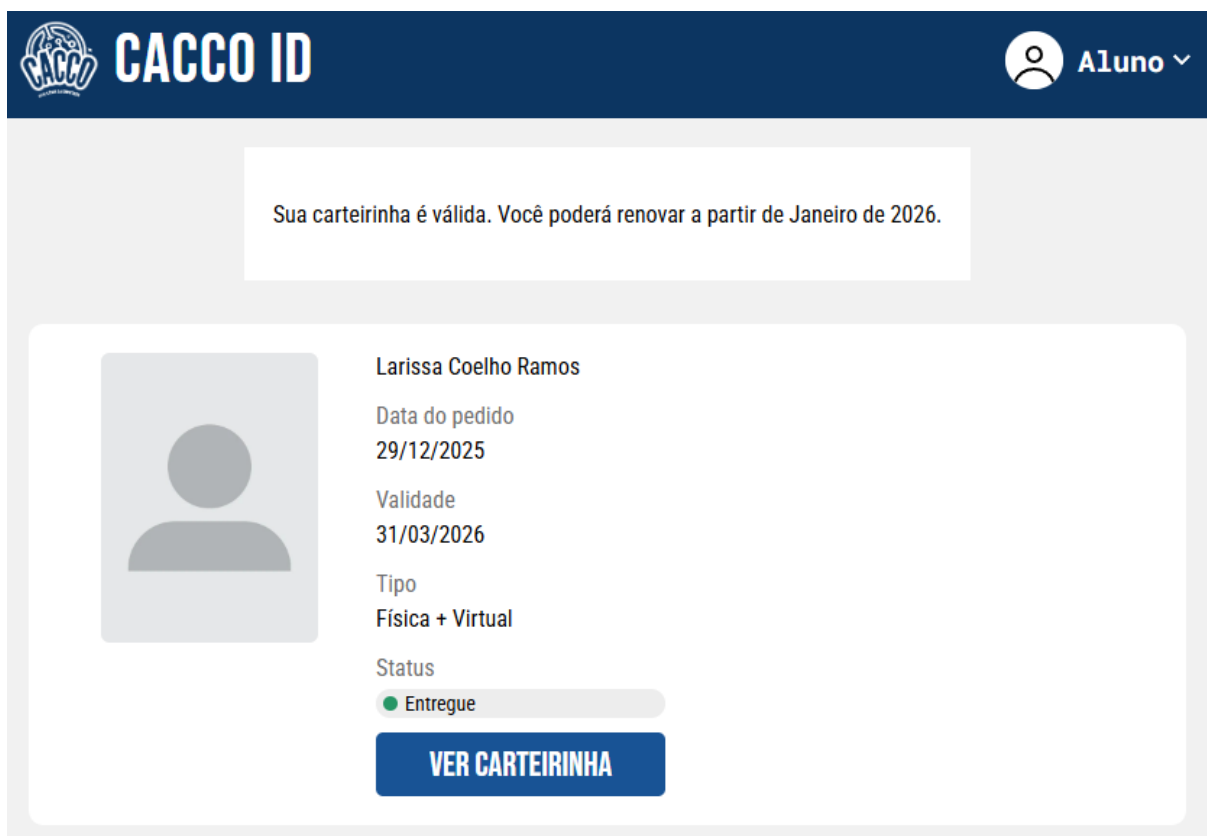 CACCO
CACCO ID
Aluno
Sua carteirinha é válida. Você poderá renovar a partir de Janeiro de 2026.
Larissa Coelho Ramos
Data do pedido
29/12/2025
Validade
31/03/2026
Tipo
Física + Virtual
Status
Entregue
VER CARTEIRINHA